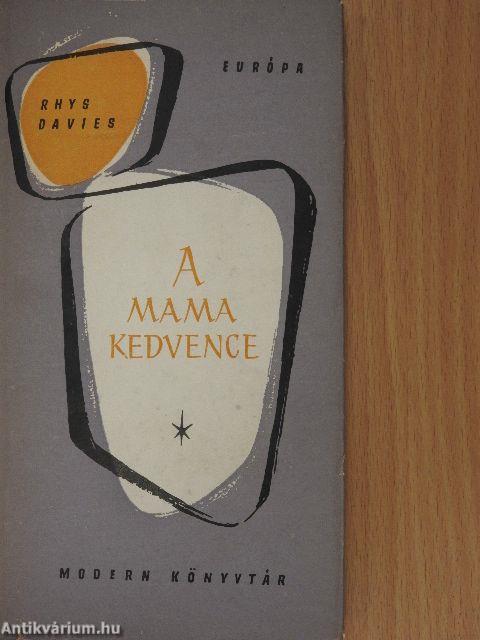 EURÓPA
RHYS
DAVIES
A
MAMA
KEDVENCE
MODERN KÖNYVTÁR
Antikvárium.hu